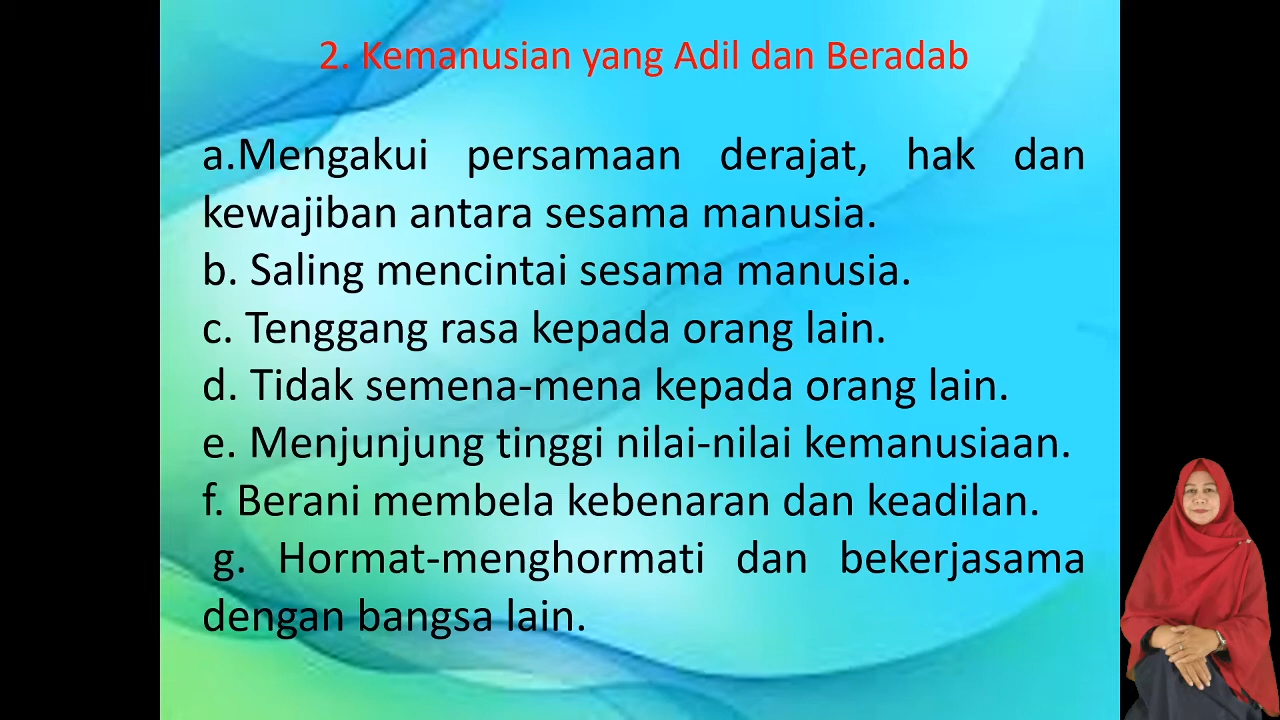 2. Kemanusian yang Adil dan Beradab
a.Mengakui persamaan derajat, hak dan
kewajiban antara sesama manusia.
b. Saling mencintai sesama manusia.
c. Tenggang rasa kepada orang lain.
d. Tidak semena-mena kepada orang lain.
e. Menjunjung tinggi nilai-nilai kemanusiaan.
f. Berani membela kebenaran dan keadilan.
g. Hormat-menghormati dan bekerjasama
dengan bangsa lain.